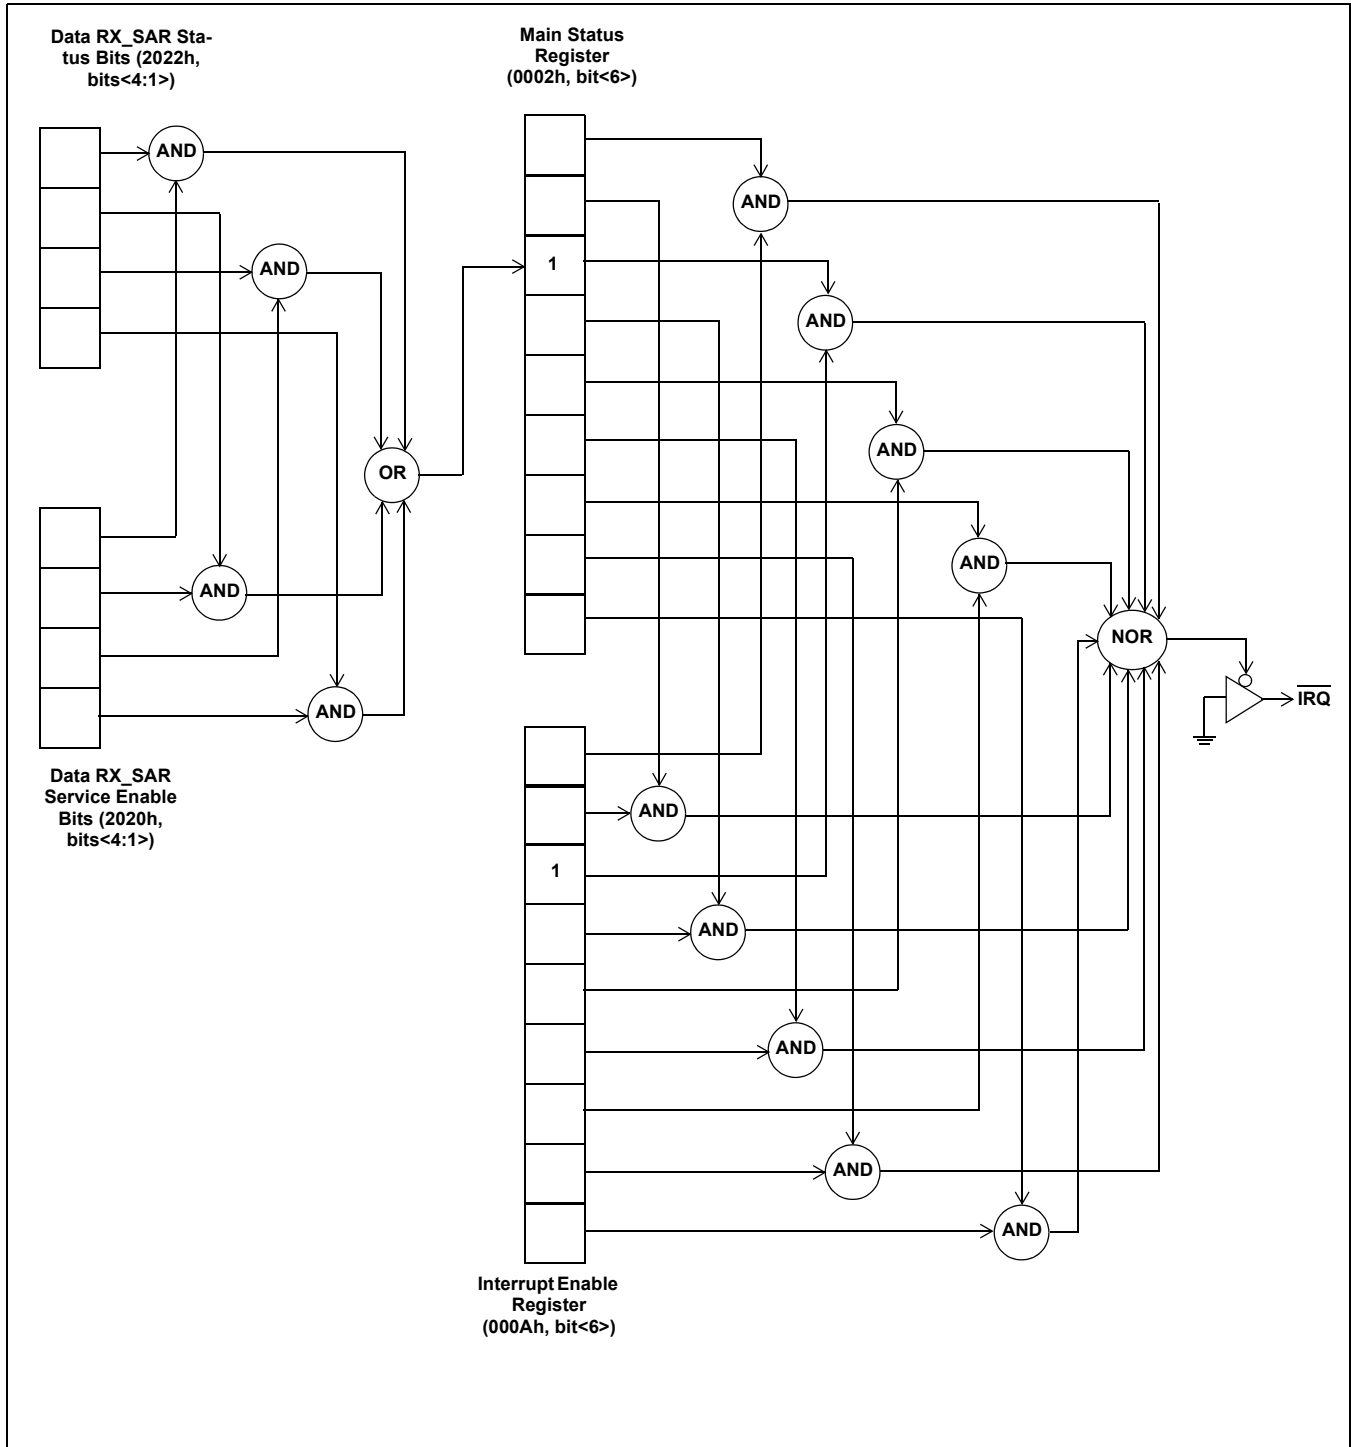 Data RX_SAR Sta-
tus Bits (2022h,
bits<4:1>)
Main Status
Register
(0002h, bit<6>)
AND
AND
1
AND
AND
AND
OR
AND
AND
AND
NOR
IRQ
AND
Data RX_SAR
Service Enable
Bits (2020h,
bits<4:1>)
AND
1
AND
AND
AND
AND
Interrupt Enable
Register
(000Ah, bit<6>)